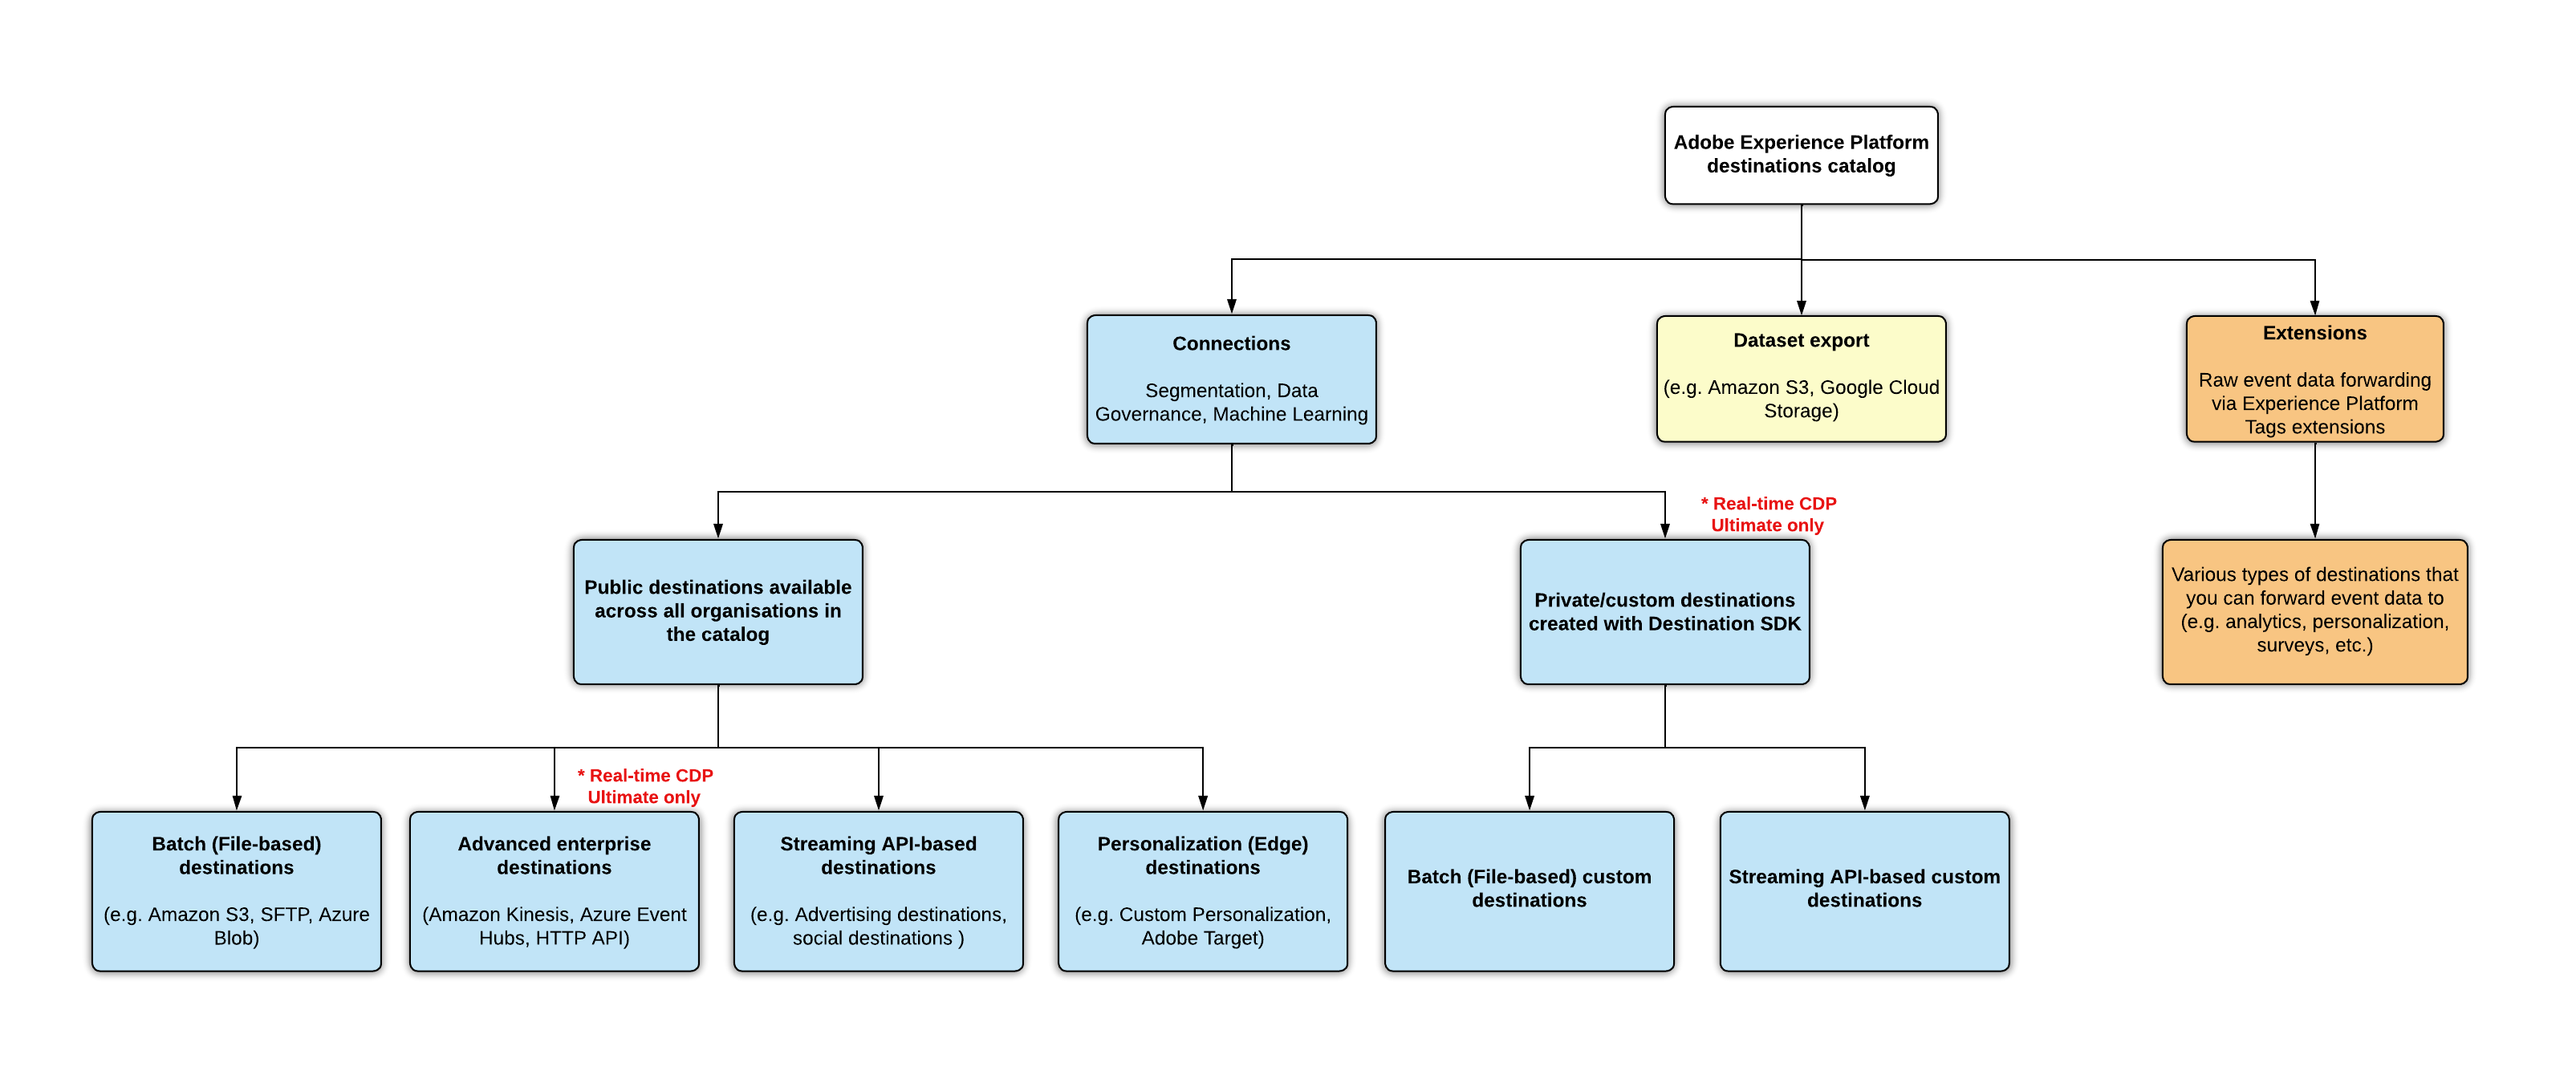 Adobe Experience Platform
destinations catalog
Connections
Segmentation, Data
Governance, Machine Learning
Dataset export
(e.g. Amazon S3, Google Cloud
Storage)
Extensions
Raw event data forwarding
via Experience Platform
Tags extensions
* Real-time CDP
Ultimate only
Public destinations available
across all organisations in
the catalog
Private/custom destinations
created with Destination SDK
Various types of destinations that
you can forward event data to
(e.g. analytics, personalization,
surveys, etc.)
* Real-time CDP
Ultimate only
Batch (File-based)
destinations
(e.g. Amazon S3, SFTP, Azure
Blob)
Advanced enterprise
destinations
(Amazon Kinesis, Azure Event
Hubs, HTTP API)
Streaming API-based
destinations
(e.g. Advertising destinations,
social destinations )
Personalization (Edge)
destinations
(e.g. Custom Personalization,
Adobe Target)
Batch (File-based) custom
destinations
Streaming API-based custom
destinations